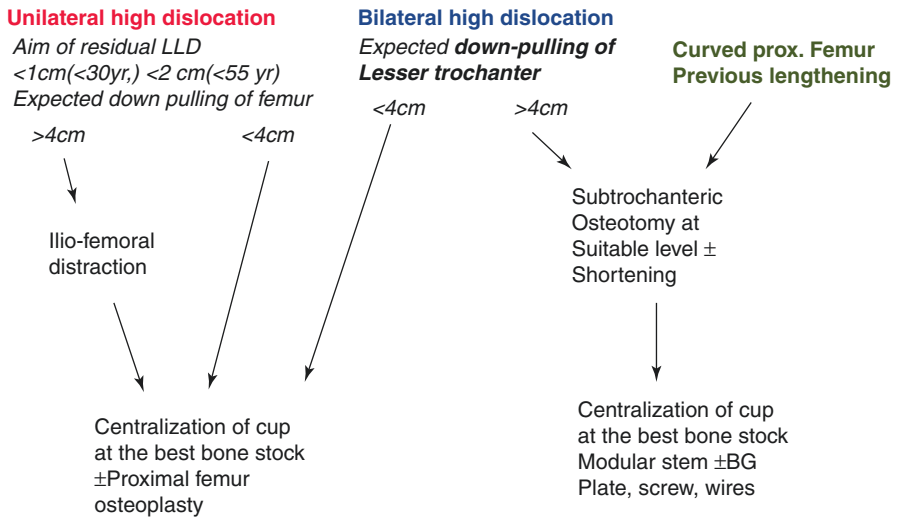 Unilateral high dislocation
Aim of residual LLD
<1cm(<30yr,) <2 cm(<55 yr)
Expected down pulling of femur
>4cm
<4cm
Ilio-femoral
distraction
Bilateral high dislocation
Expected down-pulling of
Lesser trochanter
<4cm
>4cm
Curved prox. Femur
Previous lengthening
Subtrochanteric
Osteotomy at
Suitable level ±
Shortening
Centralization of cup
at the best bone stock
±Proximal femur
osteoplasty
Centralization of cup
at the best bone stock
Modular stem ±BG
Plate, screw, wires